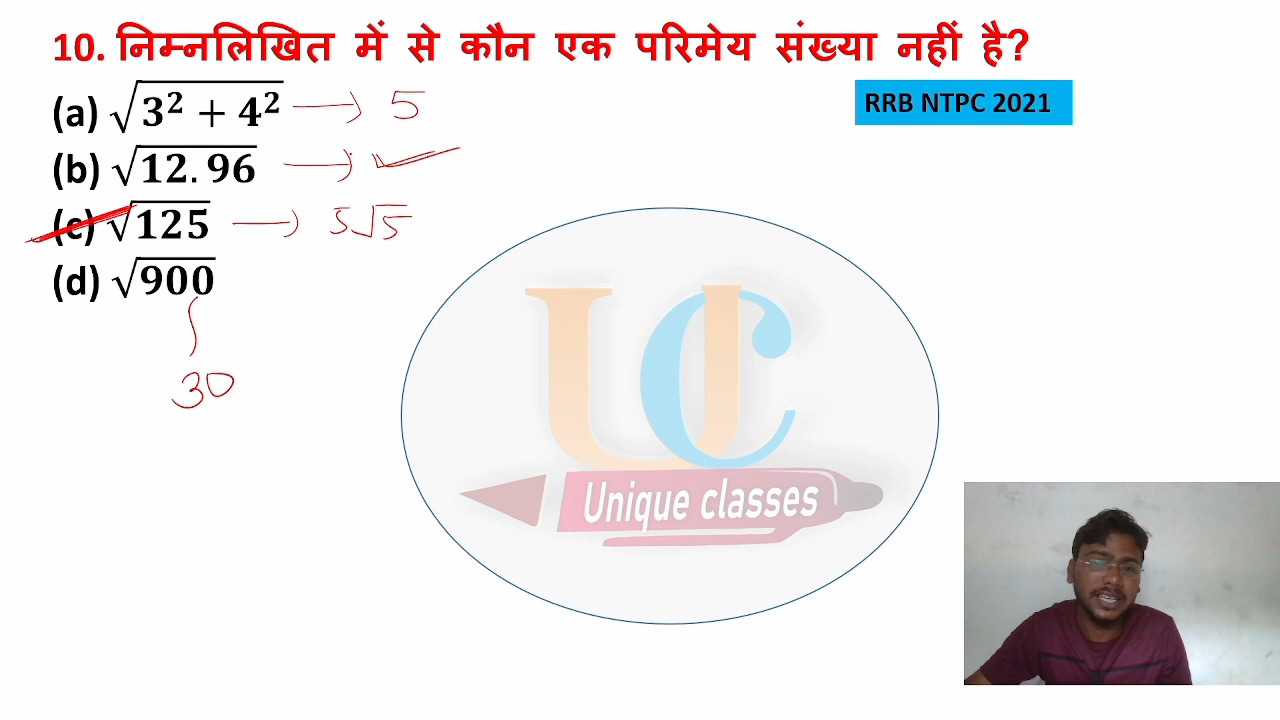 10. निम्नलिखित में से कौन एक परिमेय संख्या नहीं है?
RRB NTPC 2021
(a) √3² + 4² → 5
(b) √12.96 → ✓
(c) √125 → 5√5
(d) √900
30
UC
Unique classes